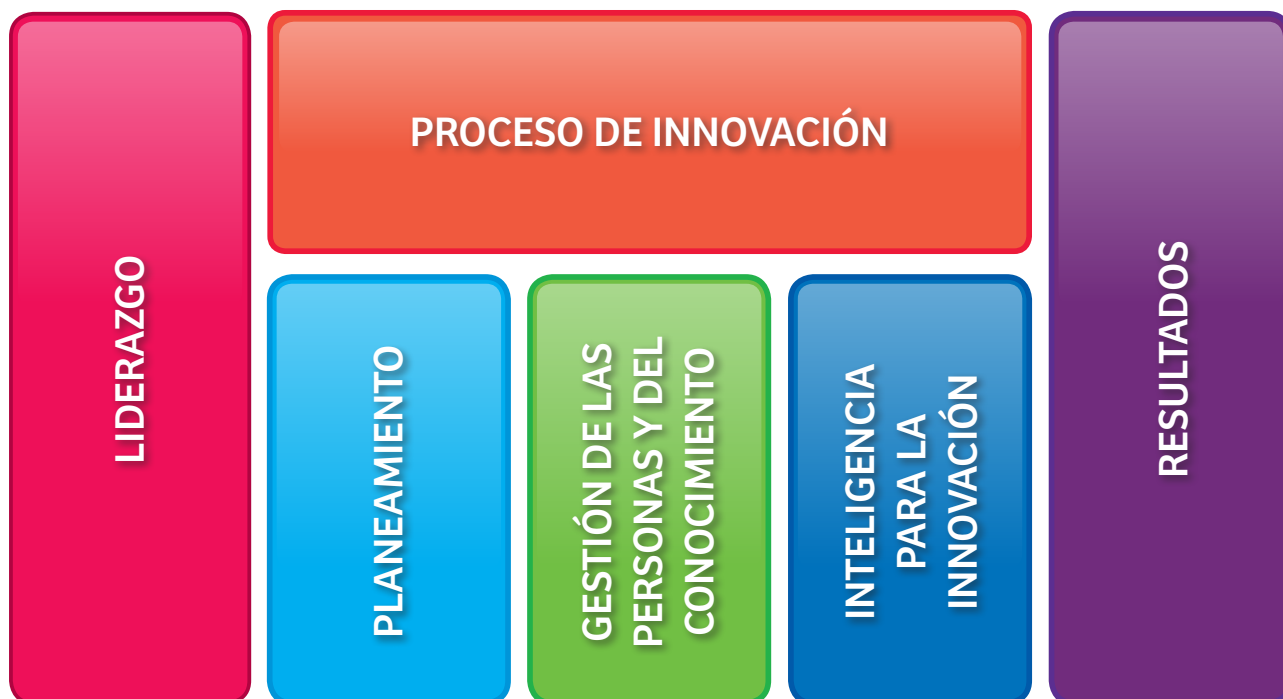 LIDERAZGO
PROCESO DE INNOVACIÓN
PLANEAMIENTO
GESTIÓN DE LAS
PERSONAS Y DEL
CONOCIMIENTO
INTELIGENCIA
PARA LA
INNOVACIÓN
RESULTADOS